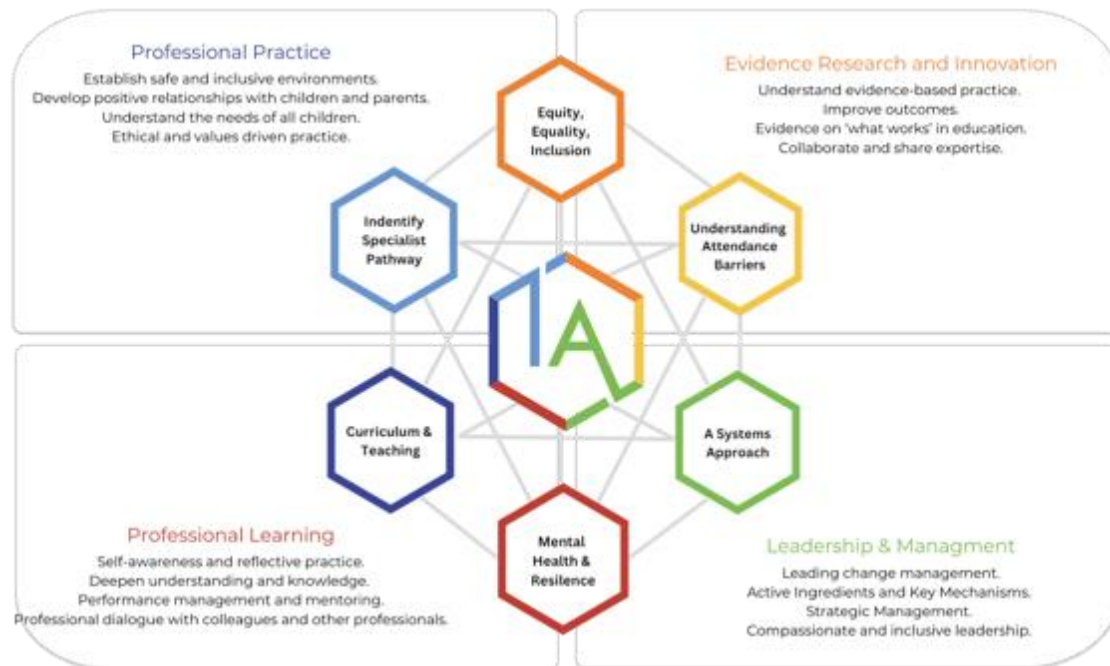 Professional Practice
Establish safe and inclusive environments.
Develop positive relationships with children and parents.
Understand the needs of all children.
Ethical and values driven practice.
Evidence Research and Innovation
Understand evidence-based practice.
Improve outcomes.
Evidence on 'what works' in education.
Collaborate and share expertise.
Equity,
Equality,
Inclusion
Indentify
Specialist
Pathway
Understanding
Attendance
Barriers
1A
Curriculum &
Teaching
A Systems
Approach
Mental
Health &
Resilence
Professional Learning
Self-awareness and reflective practice.
Deepen understanding and knowledge.
Performance management and mentoring.
Professional dialogue with colleagues and other professionals.
Leadership & Managment
Leading change management.
Active Ingredients and Key Mechanisms.
Strategic Management.
Compassionate and inclusive leadership.